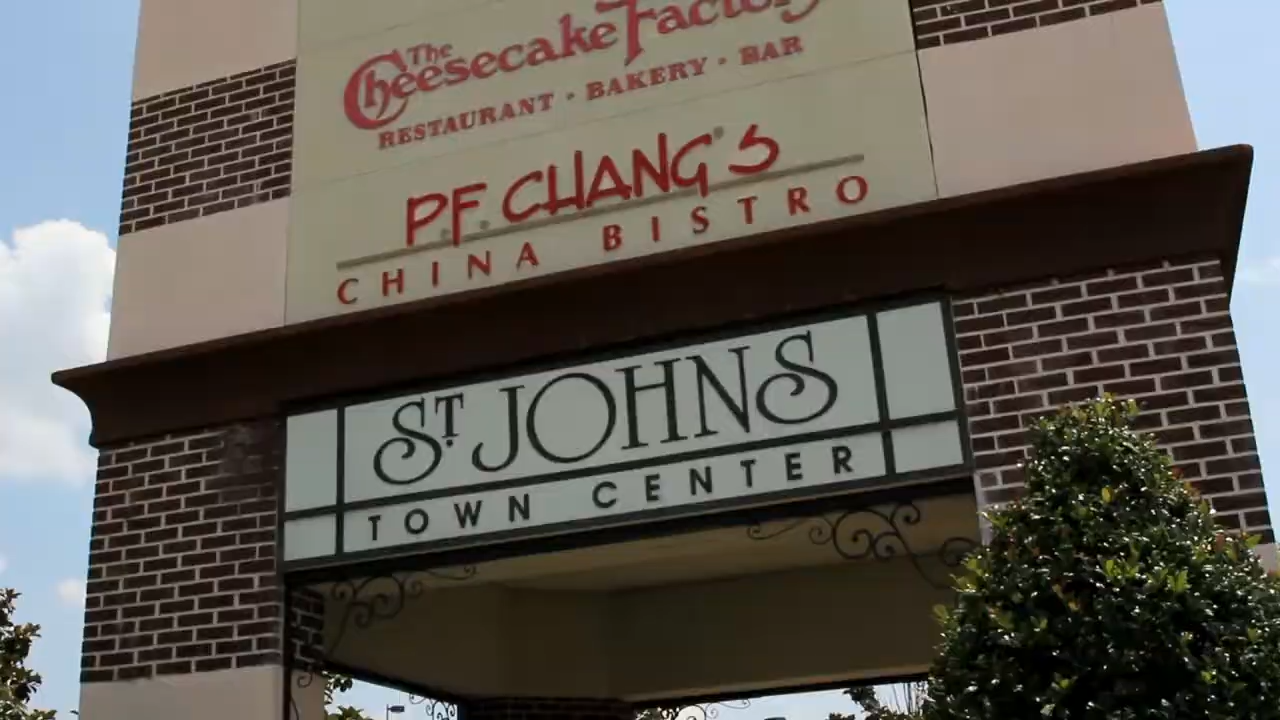 The Cheesecake Factory
RESTAURANT · BAKERY · BAR
P.F. CHANG'S
CHINA BISTRO
ST. JOHNS
TOWN CENTER